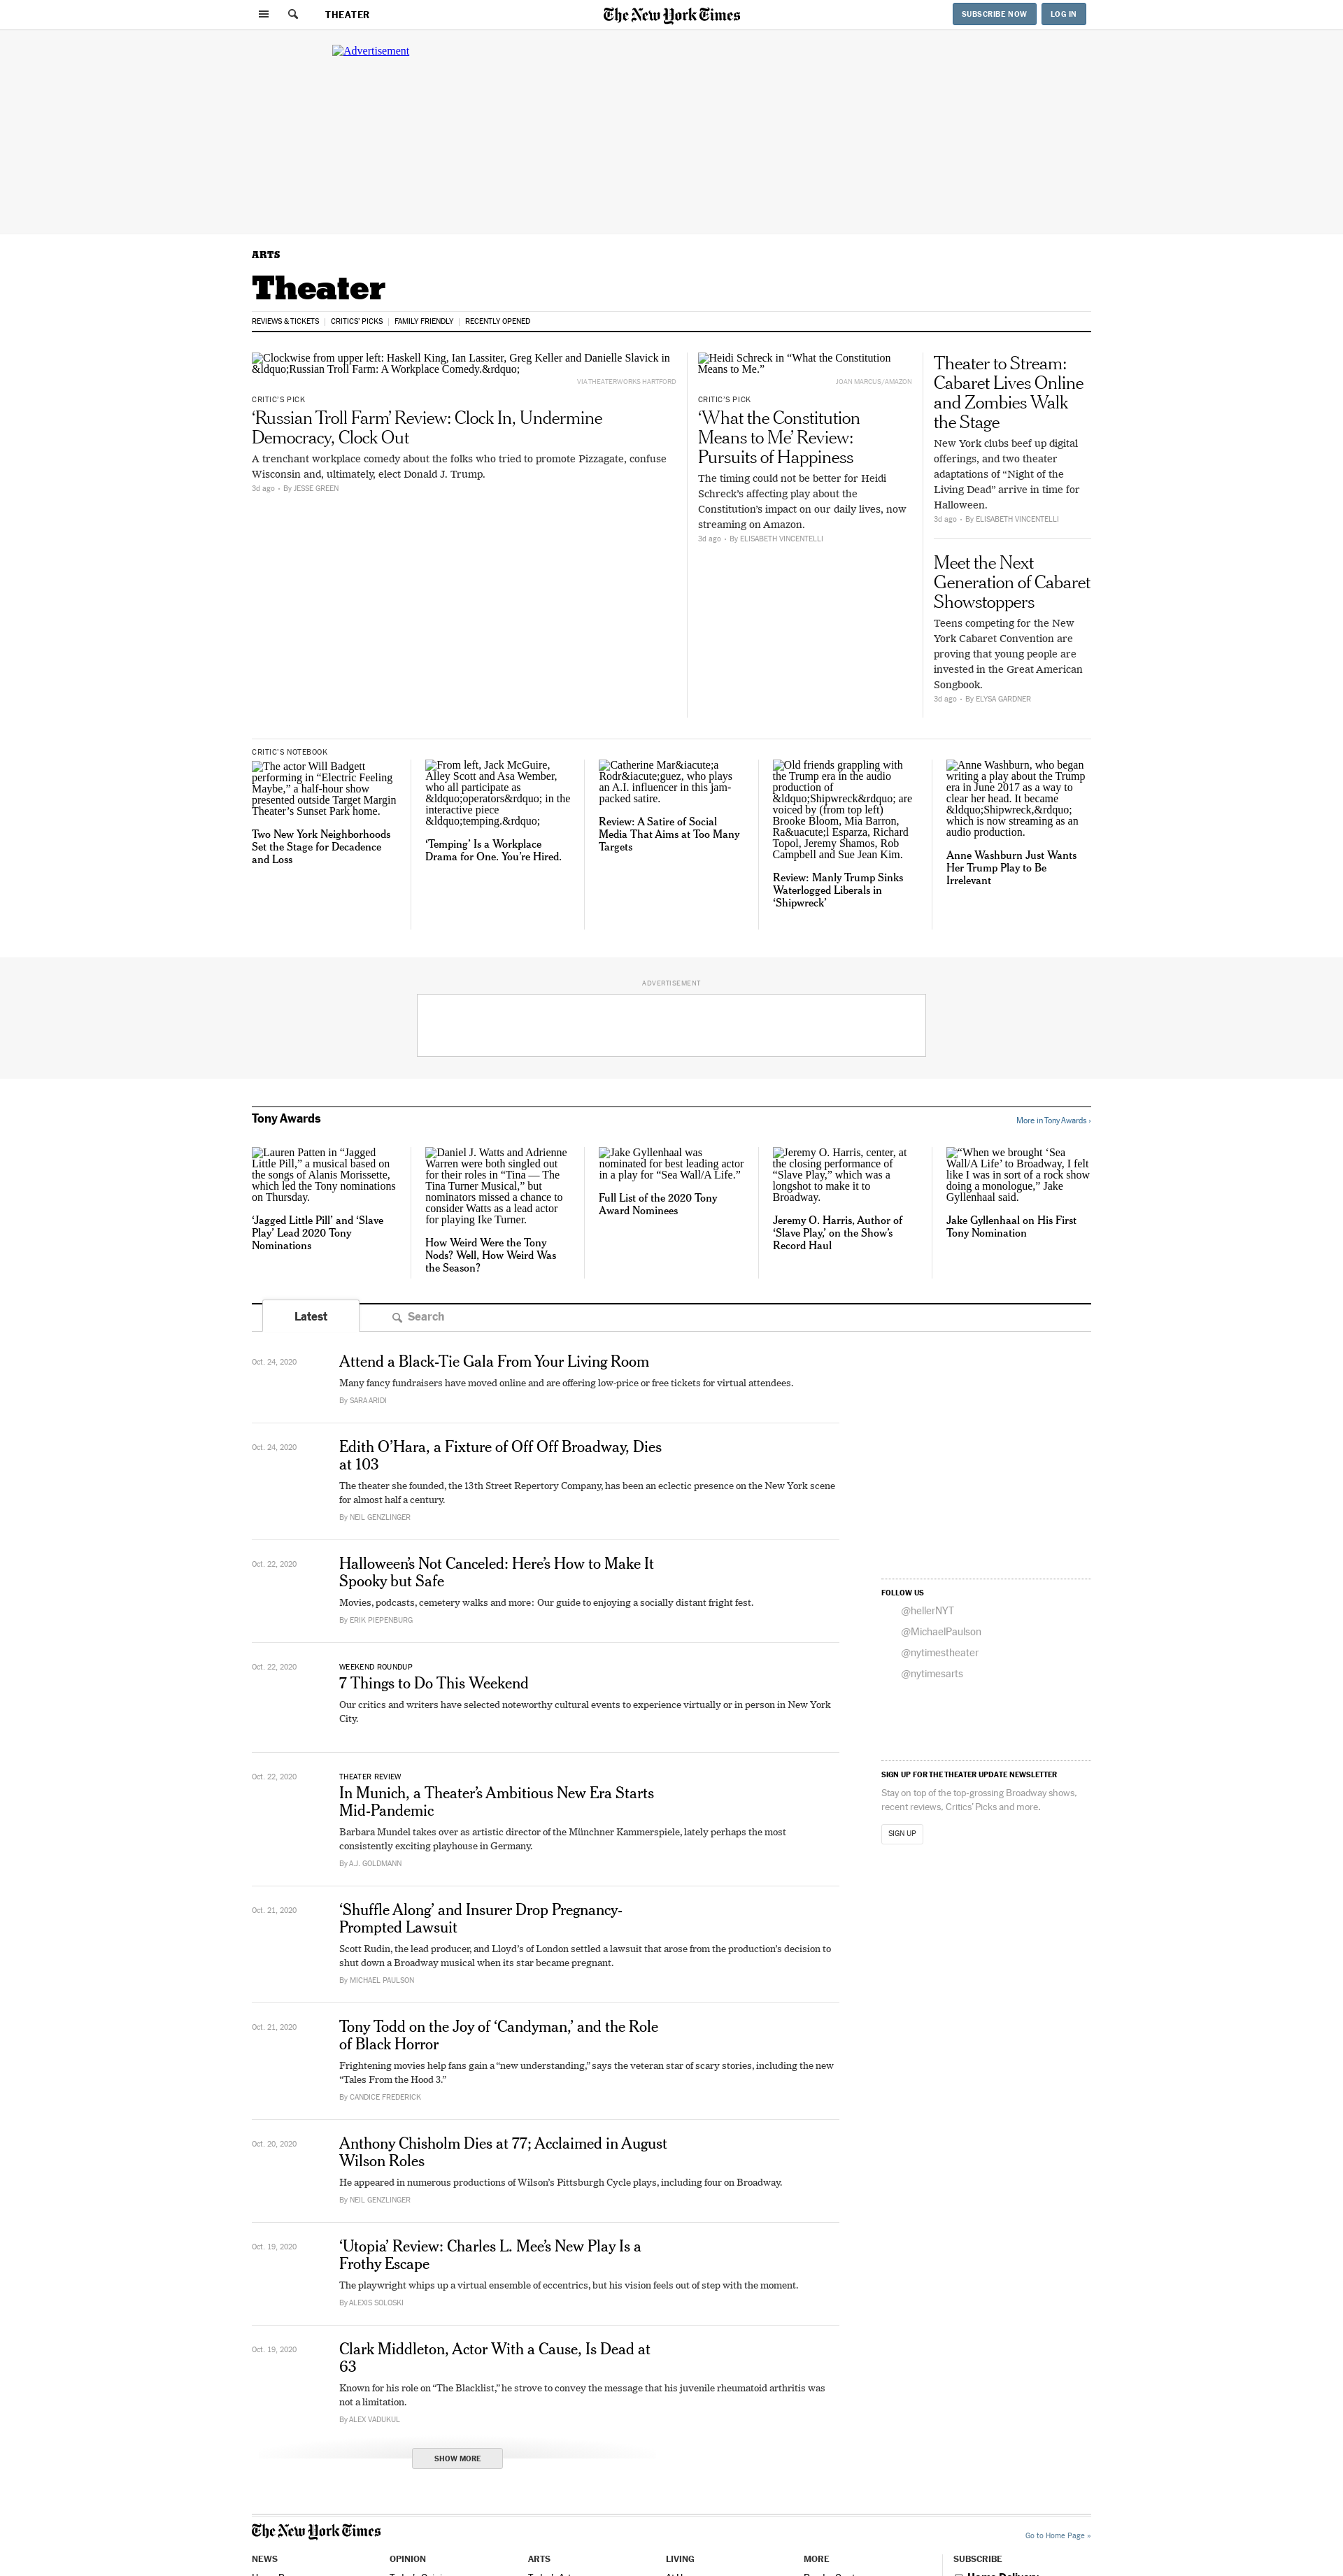 THEATER
The New York Times
SUBSCRIBE NOW
LOG IN
Advertisement
ARTS
Theater
REVIEWS & TICKETS | CRITICS' PICKS | FAMILY FRIENDLY | RECENTLY OPENED
Clockwise from upper left: Haskell King, Ian Lassiter, Greg Keller and Danielle Slavick in
&ldquo;Russian Troll Farm: A Workplace Comedy.&rdquo;
VIA THEATERWORKS HARTFORD
CRITIC'S PICK
‘Russian Troll Farm’ Review: Clock In, Undermine
Democracy, Clock Out
A trenchant workplace comedy about the folks who tried to promote Pizzagate, confuse
Wisconsin and, ultimately, elect Donald J. Trump.
3d ago • By JESSE GREEN
Heidi Schreck in “What the Constitution
Means to Me.”
JOAN MARCUS/AMAZON
CRITIC'S PICK
‘What the Constitution
Means to Me’ Review:
Pursuits of Happiness
The timing could not be better for Heidi
Schreck’s affecting play about the
Constitution’s impact on our daily lives, now
streaming on Amazon.
3d ago • By ELISABETH VINCENTELLI
Theater to Stream:
Cabaret Lives Online
and Zombies Walk
the Stage
New York clubs beef up digital
offerings, and two theater
adaptations of “Night of the
Living Dead” arrive in time for
Halloween.
3d ago • By ELISABETH VINCENTELLI
Meet the Next
Generation of Cabaret
Showstoppers
Teens competing for the New
York Cabaret Convention are
proving that young people are
invested in the Great American
Songbook.
3d ago • By ELYSA GARDNER
CRITIC'S NOTEBOOK
The actor Will Badgett
performing in “Electric Feeling
Maybe,” a half-hour show
presented outside Target Margin
Theater’s Sunset Park home.
Two New York Neighborhoods
Set the Stage for Decadence
and Loss
From left, Jack McGuire,
Alley Scott and Asa Wember,
who all participate as
&ldquo;operators&rdquo; in the
interactive piece
&ldquo;temping.&rdquo;
‘Temping’ Is a Workplace
Drama for One. You’re Hired.
Catherine Mar&iacute;a
Rodr&iacute;guez, who plays
an A.I. influencer in this jam-
packed satire.
Review: A Satire of Social
Media That Aims at Too Many
Targets
Old friends grappling with
the Trump era in the audio
production of
&ldquo;Shipwreck&rdquo; are
voiced by (from top left)
Brooke Bloom, Mia Barron,
Ra&uacute;l Esparza, Richard
Topol, Jeremy Shamos, Rob
Campbell and Sue Jean Kim.
Review: Manly Trump Sinks
Waterlogged Liberals in
‘Shipwreck’
Anne Washburn, who began
writing a play about the Trump
era in June 2017 as a way to
clear her head. It became
&ldquo;Shipwreck,&rdquo;
which is now streaming as an
audio production.
Anne Washburn Just Wants
Her Trump Play to Be
Irrelevant
ADVERTISEMENT
Tony Awards
More in Tony Awards ›
Lauren Patten in “Jagged
Little Pill,” a musical based on
the songs of Alanis Morissette,
which led the Tony nominations
on Thursday.
‘Jagged Little Pill’ and ‘Slave
Play’ Lead 2020 Tony
Nominations
Daniel J. Watts and Adrienne
Warren were both singled out
for their roles in “Tina — The
Tina Turner Musical,” but
nominators missed a chance to
consider Watts as a lead actor
for playing Ike Turner.
How Weird Were the Tony
Nods? Well, How Weird Was
the Season?
Jake Gyllenhaal was
nominated for best leading actor
in a play for “Sea Wall/A Life.”
Full List of the 2020 Tony
Award Nominees
Jeremy O. Harris, center, at
the closing performance of
“Slave Play,” which was a
longshot to make it to
Broadway.
Jeremy O. Harris, Author of
‘Slave Play,’ on the Show’s
Record Haul
“When we brought ‘Sea
Wall/A Life’ to Broadway, I felt
like I was in sort of a rock show
doing a monologue,” Jake
Gyllenhaal said.
Jake Gyllenhaal on His First
Tony Nomination
Latest
Search
Oct. 24, 2020
Attend a Black-Tie Gala From Your Living Room
Many fancy fundraisers have moved online and are offering low-price or free tickets for virtual attendees.
By SARA ARIDI
Oct. 24, 2020
Edith O’Hara, a Fixture of Off Off Broadway, Dies
at 103
The theater she founded, the 13th Street Repertory Company, has been an eclectic presence on the New York scene
for almost half a century.
By NEIL GENZLINGER
Oct. 22, 2020
Halloween’s Not Canceled: Here’s How to Make It
Spooky but Safe
Movies, podcasts, cemetery walks and more: Our guide to enjoying a socially distant fright fest.
By ERIK PIEPENBURG
Oct. 22, 2020
WEEKEND ROUNDUP
7 Things to Do This Weekend
Our critics and writers have selected noteworthy cultural events to experience virtually or in person in New York
City.
Oct. 22, 2020
THEATER REVIEW
In Munich, a Theater’s Ambitious New Era Starts
Mid-Pandemic
Barbara Mundel takes over as artistic director of the Münchner Kammerspiele, lately perhaps the most
consistently exciting playhouse in Germany.
By A.J. GOLDMANN
Oct. 21, 2020
‘Shuffle Along’ and Insurer Drop Pregnancy-
Prompted Lawsuit
Scott Rudin, the lead producer, and Lloyd’s of London settled a lawsuit that arose from the production’s decision to
shut down a Broadway musical when its star became pregnant.
By MICHAEL PAULSON
Oct. 21, 2020
Tony Todd on the Joy of ‘Candyman,’ and the Role
of Black Horror
Frightening movies help fans gain a “new understanding,” says the veteran star of scary stories, including the new
“Tales From the Hood 3.”
By CANDICE FREDERICK
Oct. 20, 2020
Anthony Chisholm Dies at 77; Acclaimed in August
Wilson Roles
He appeared in numerous productions of Wilson’s Pittsburgh Cycle plays, including four on Broadway.
By NEIL GENZLINGER
Oct. 19, 2020
‘Utopia’ Review: Charles L. Mee’s New Play Is a
Frothy Escape
The playwright whips up a virtual ensemble of eccentrics, but his vision feels out of step with the moment.
By ALEXIS SOLOSKI
Oct. 19, 2020
Clark Middleton, Actor With a Cause, Is Dead at
63
Known for his role on “The Blacklist,” he strove to convey the message that his juvenile rheumatoid arthritis was
not a limitation.
By ALEX VADUKUL
SHOW MORE
FOLLOW US
@hellerNYT
@MichaelPaulson
@nytimestheater
@nytimesarts
SIGN UP FOR THE THEATER UPDATE NEWSLETTER
Stay on top of the top-grossing Broadway shows,
recent reviews, Critics’ Picks and more.
SIGN UP
The New York Times
Go to Home Page »
NEWS
OPINION
ARTS
LIVING
MORE
SUBSCRIBE